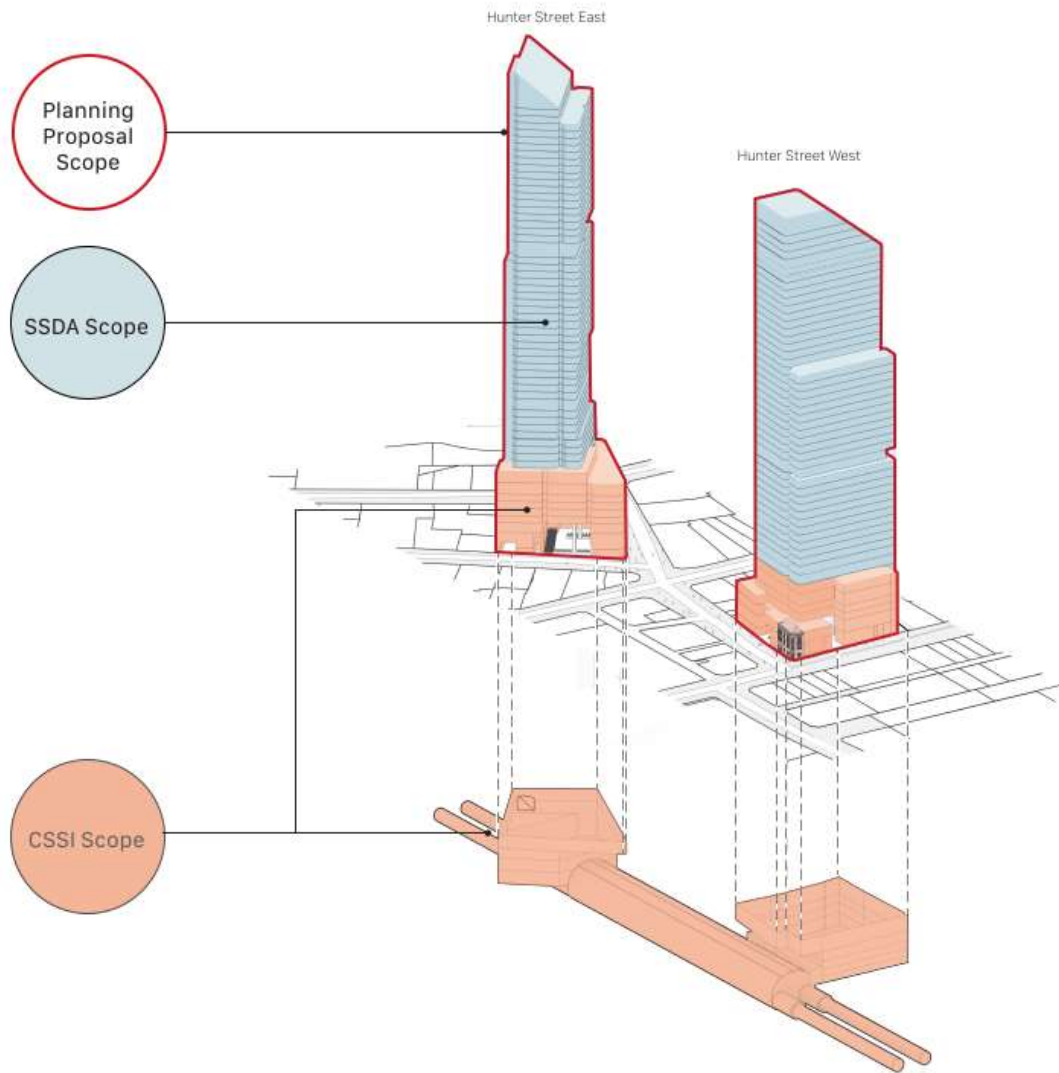 Hunter Street East
Planning
Proposal
Scope
Hunter Street West
SSDA Scope
CSSI Scope